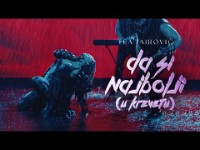 TEA TAIROVIĆ
da si
NAJBOLJI
(u krevetu)